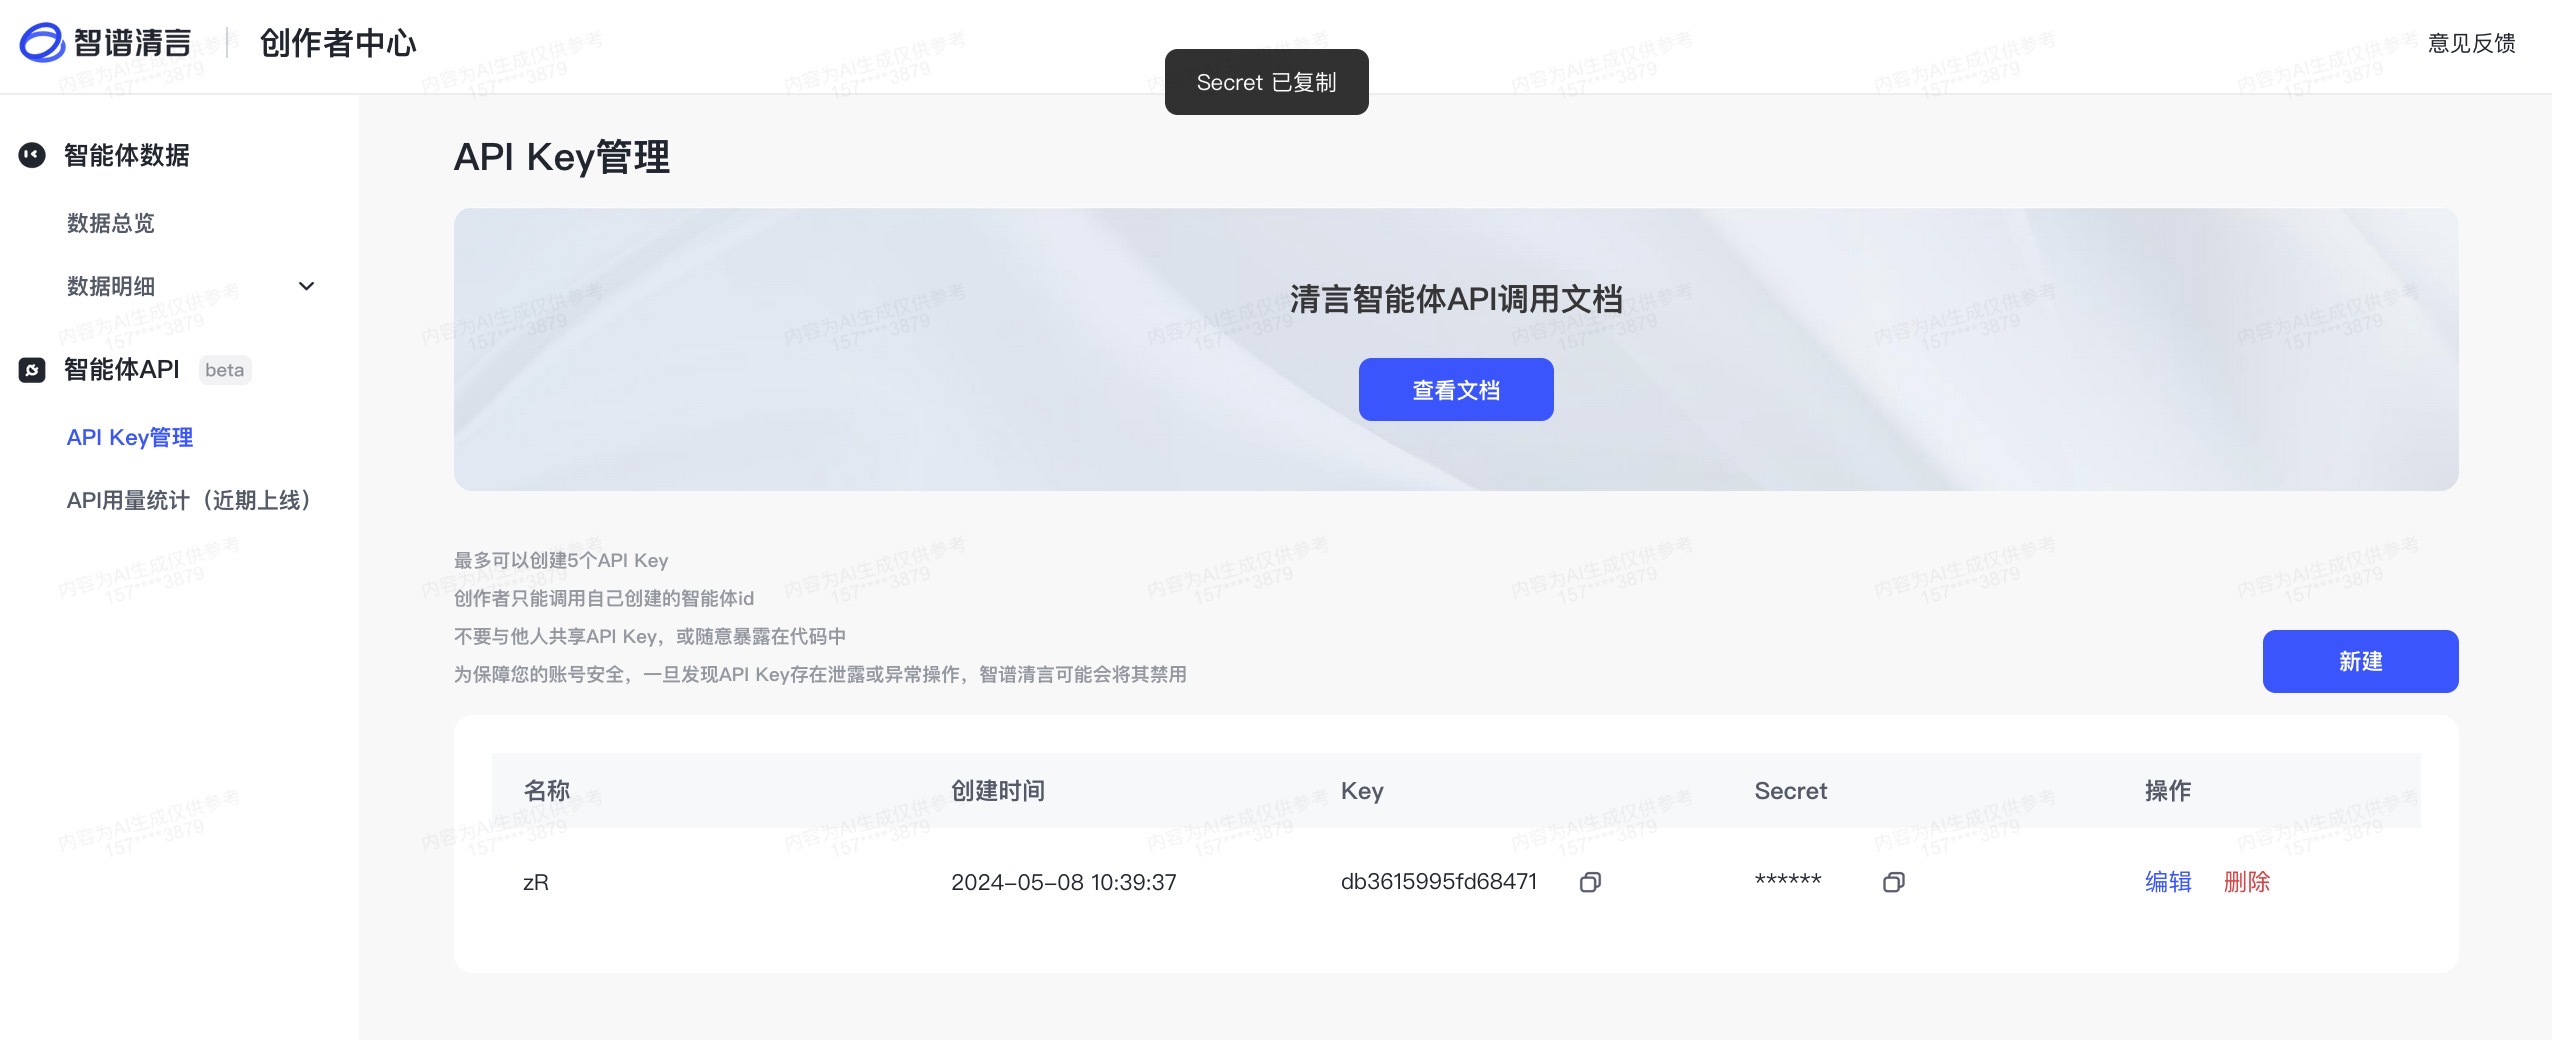 智谱清言
创作者中心
Secret 已复制
意见反馈
智能体数据
数据总览
数据明细
智能体API beta
API Key管理
API用量统计（近期上线）
API Key管理
清言智能体API调用文档
查看文档
最多可以创建5个API Key
创作者只能调用自己创建的智能体id
不要与他人共享API Key，或随意暴露在代码中
为保障您的账号安全，一旦发现API Key存在泄露或异常操作，智谱清言可能会将其禁用
新建
名称 创建时间 Key Secret 操作
zR 2024-05-08 10:39:37 db3615995fd68471 ****** 编辑 删除
内容为AI生成仅供参考
157****3879